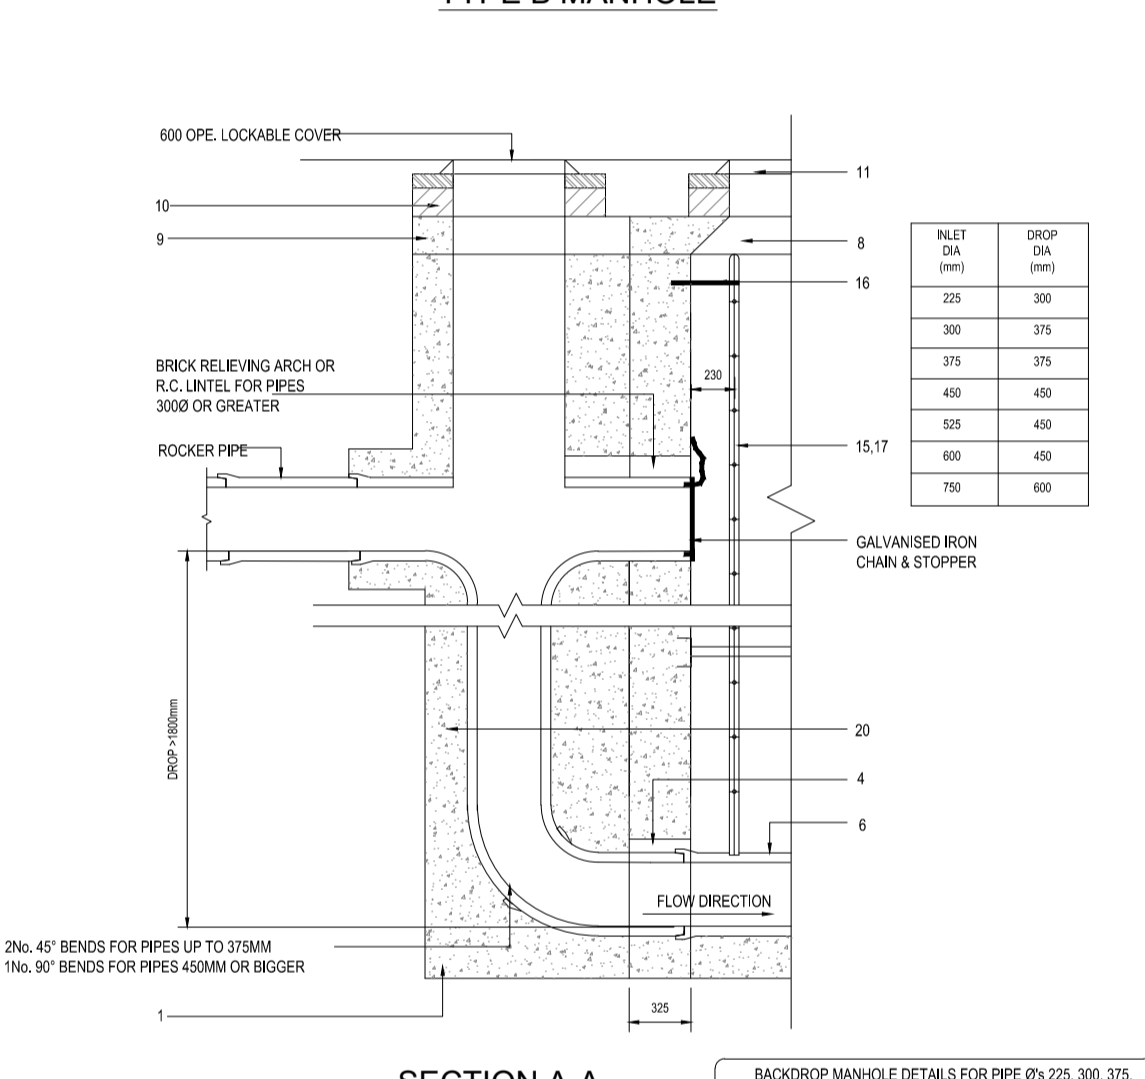 TYPE B MANHOLE
600 OPE. LOCKABLE COVER
11
10
9
8
16
INLET DIA (mm) DROP DIA (mm)
225 300
300 375
375 375
450 450
525 450
600 450
750 600
BRICK RELIEVING ARCH OR
R.C. LINTEL FOR PIPES
300Ø OR GREATER
230
ROCKER PIPE
15,17
GALVANISED IRON
CHAIN & STOPPER
DROP >1800mm
20
4
6
FLOW DIRECTION
2No. 45° BENDS FOR PIPES UP TO 375MM
1No. 90° BENDS FOR PIPES 450MM OR BIGGER
1
325
SECTION A-A
BACKDROP MANHOLE DETAILS FOR PIPE Ø's 225, 300, 375,